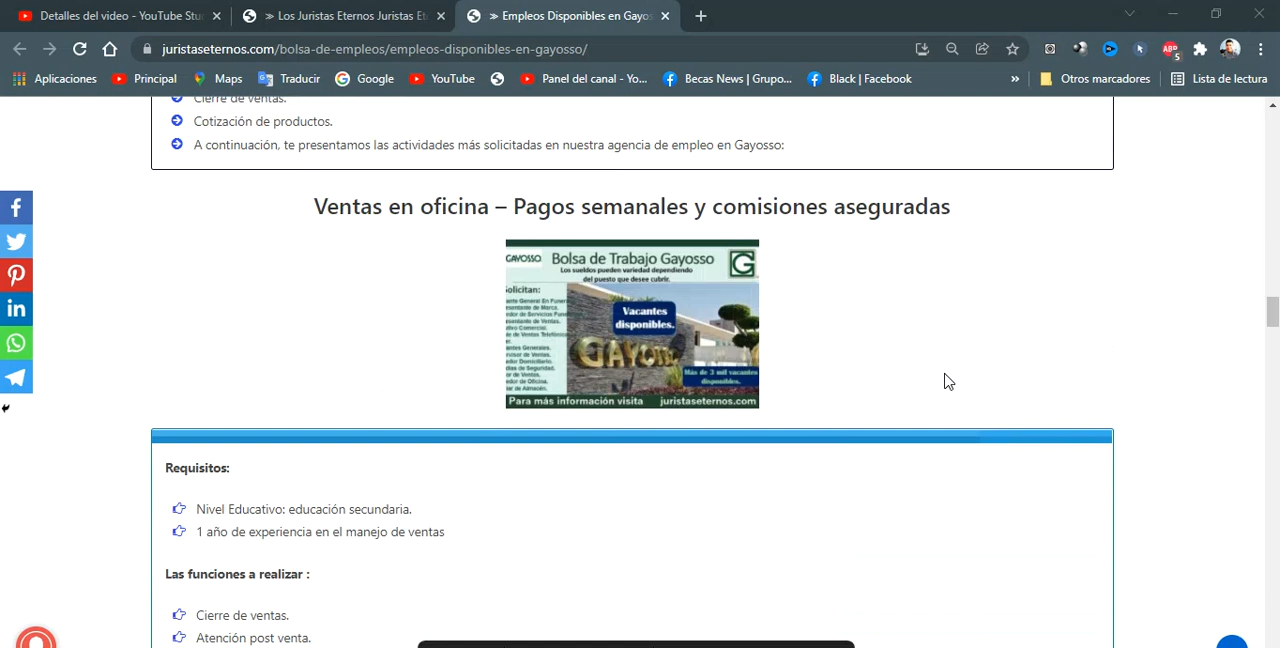 Detalles del video - YouTube Stu
» Los Juristas Eternos Juristas Et
» Empleos Disponibles en Gayos
juristaseternos.com/bolsa-de-empleos/empleos-disponibles-en-gayosso/
5
Aplicaciones
Principal
Maps
Traducir
Google
YouTube
Panel del canal - Yo...
Becas News | Grupo...
Black | Facebook
»
Otros marcadores
Lista de lectura
Cierre de ventas.
Cotización de productos.
A continuación, te presentamos las actividades más solicitadas en nuestra agencia de empleo en Gayosso:
Ventas en oficina – Pagos semanales y comisiones aseguradas
GAYOSSO
Bolsa de Trabajo Gayosso
G
Los sueldos pueden variedad dependiendo
del puesto que desee cubrir.
Solicitan:
Vacantes
disponibles.
GAYO
Más de 3 mil vacantes
disponibles.
Para más información visita juristaseternos.com
Requisitos:
Nivel Educativo: educación secundaria.
1 año de experiencia en el manejo de ventas
Las funciones a realizar :
Cierre de ventas.
Atención post venta.